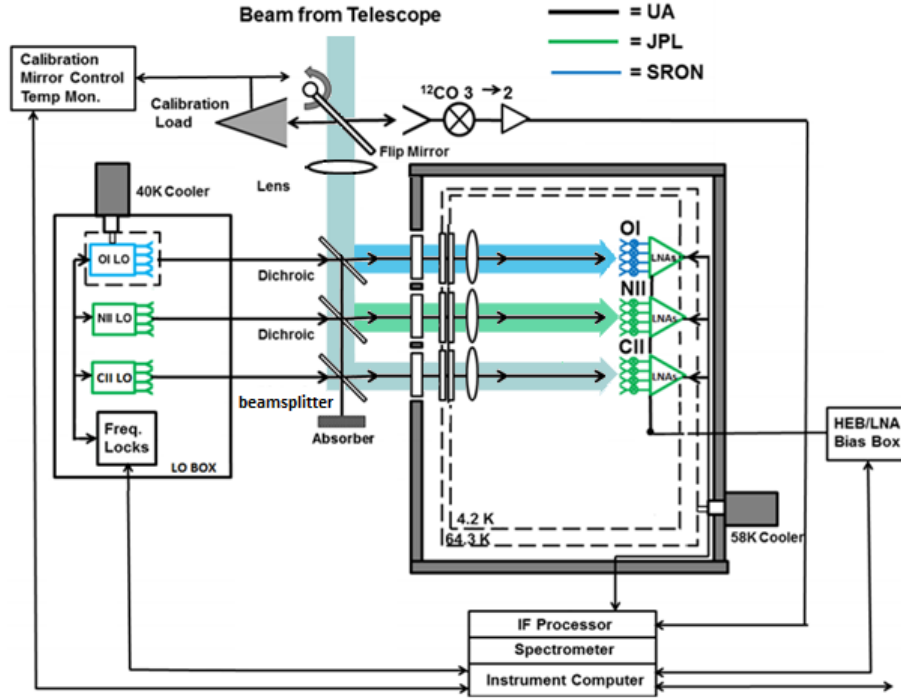 Beam from Telescope
= UA
= JPL
= SRON
Calibration
Mirror Control
Temp Mon.
Calibration
Load
¹²CO 3 → 2
Flip Mirror
Lens
40K Cooler
OI LO
Dichroic
NII LO
Dichroic
CII LO
beamsplitter
Absorber
Freq.
Locks
LO BOX
OI
LNAs
NII
LNAs
CII
LNAs
4.2 K
64.3 K
HEB/LNA
Bias Box
58K Cooler
IF Processor
Spectrometer
Instrument Computer